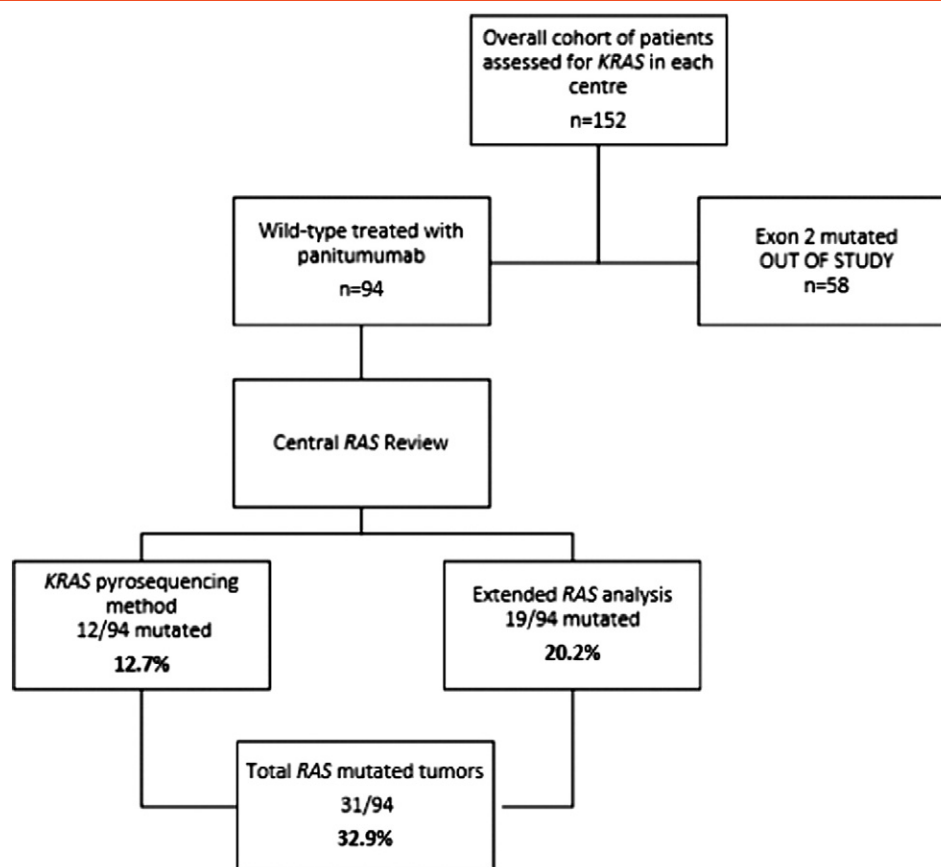 Overall cohort of patients
assessed for KRAS in each
centre
n=152
Wild-type treated with
panitumumab
n=94
Exon 2 mutated
OUT OF STUDY
n=58
Central RAS Review
KRAS pyrosequencing
method
12/94 mutated
12.7%
Extended RAS analysis
19/94 mutated
20.2%
Total RAS mutated tumors
31/94
32.9%